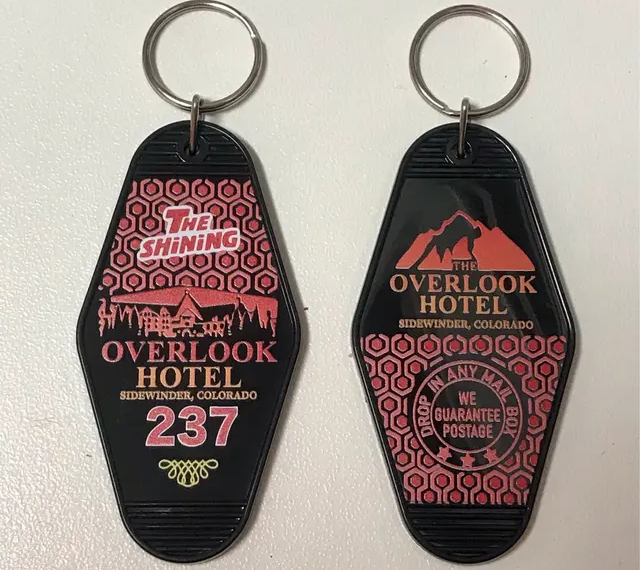 THE
SHiNiNG
OVERLOOK
HOTEL
SIDEWINDER, COLORADO
237
THE
OVERLOOK
HOTEL
SIDEWINDER, COLORADO
DROP IN ANY MAIL BOX
WE
GUARANTEE
POSTAGE